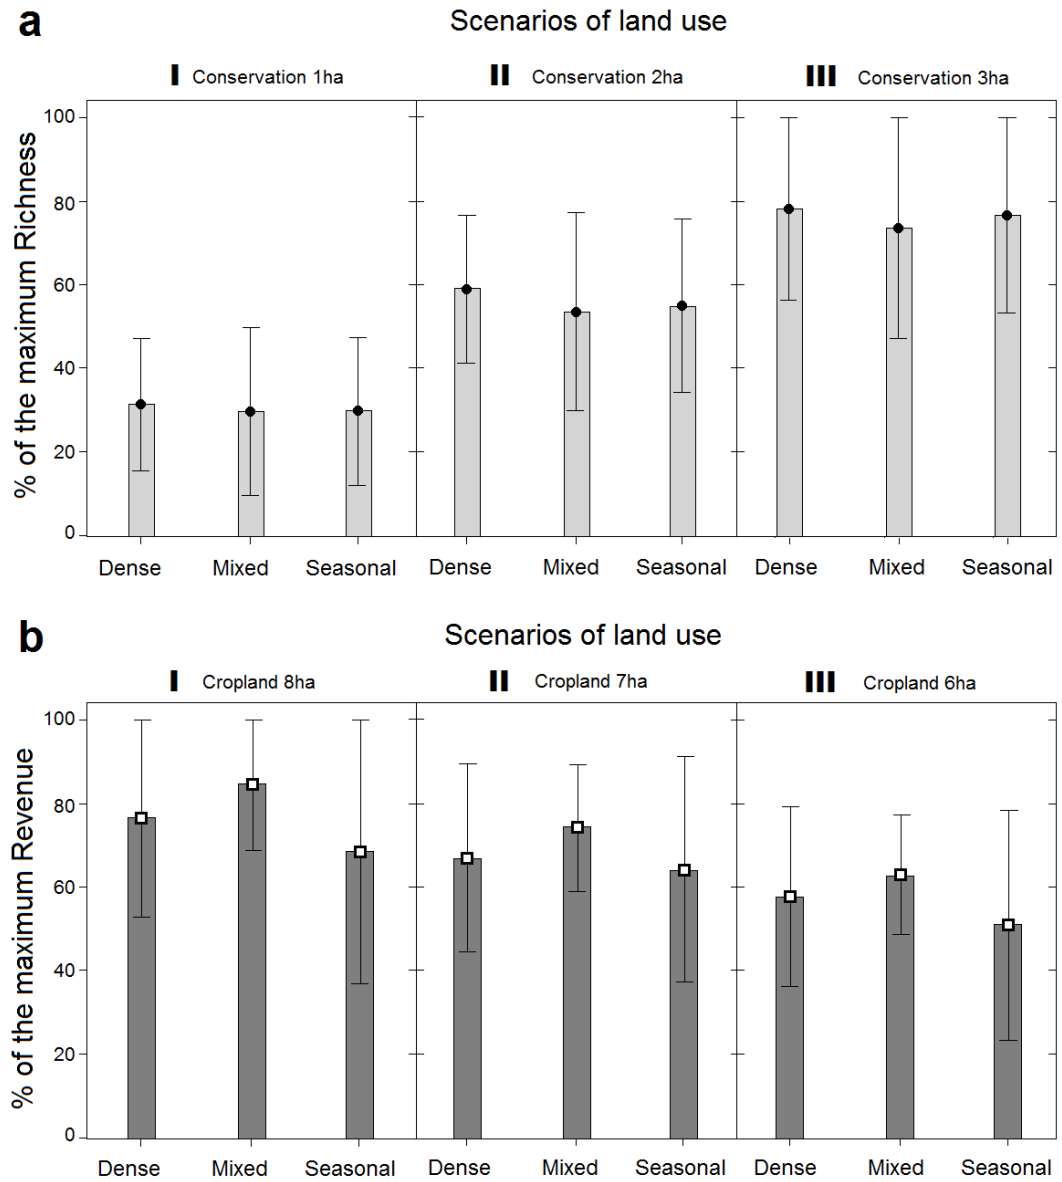 a
Scenarios of land use
I Conservation 1ha
II Conservation 2ha
III Conservation 3ha
% of the maximum Richness
100
80
60
40
20
0
Dense Mixed Seasonal Dense Mixed Seasonal Dense Mixed Seasonal
b
Scenarios of land use
I Cropland 8ha
II Cropland 7ha
III Cropland 6ha
% of the maximum Revenue
100
80
60
40
20
0
Dense Mixed Seasonal Dense Mixed Seasonal Dense Mixed Seasonal